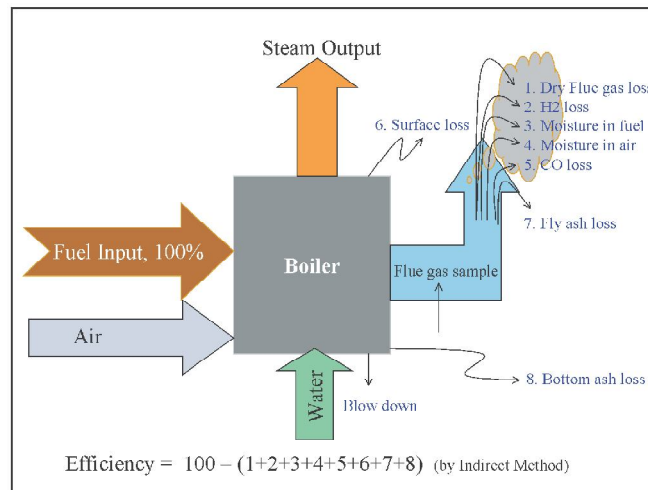 Steam Output
1. Dry Flue gas loss
2. H2 loss
3. Moisture in fuel
4. Moisture in air
5. CO loss
6. Surface loss
7. Fly ash loss
Fuel Input, 100%
Boiler
Flue gas sample
Air
Water
Blow down
8. Bottom ash loss
Efficiency = 100 – (1+2+3+4+5+6+7+8) (by Indirect Method)